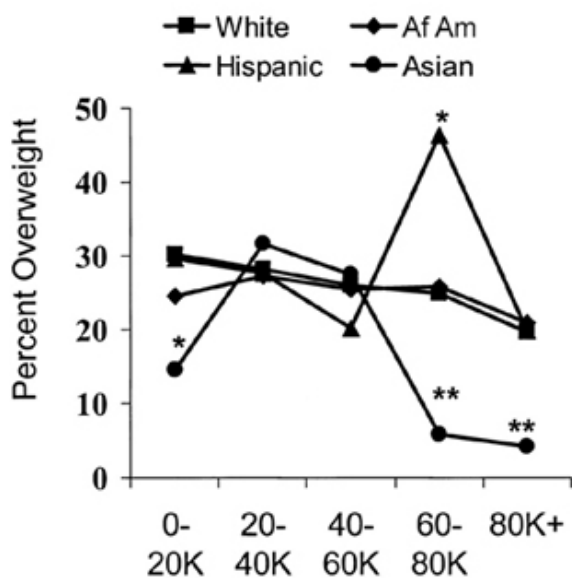 White Af Am
Hispanic Asian
Percent Overweight
50
40
30
20
10
0
*
*
**
**
0-
20K
20-
40K
40-
60K
60-
80K
80K+